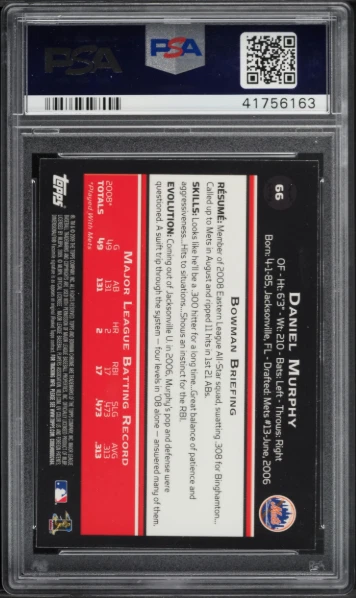 PSA
PSA
41756163
66
DANIEL MURPHY
OF • Ht: 6'3" • Wt: 210 • Bats: Left • Throws: Right
Born: 4-1-85, Jacksonville, FL • Drafted: Mets #13-June, 2006
BOWMAN BRIEFING
RÉSUMÉ: Member of 2008 Eastern League All-Star squad, swatting .308 for Binghamton...
Called up to Mets in August and ripped 11 hits in 1st 21 ABs.
SKILLS: Looks like he'll be a .300 hitter for a long time...Great balance of patience and
aggressiveness...Hits to situations...Shows an instinct for the RBI.
EVOLUTION: Coming out of Jacksonville U. in 2006, Murphy's pop and defense were
questioned. A swift trip through the system — four levels in '08 alone — answered many of them.
MAJOR LEAGUE BATTING RECORD
G AB HR RBI SLG AVG
2008* 49 131 2 17 .473 .313
TOTALS 49 131 2 17 .473 .313
*Played With Mets
Topps